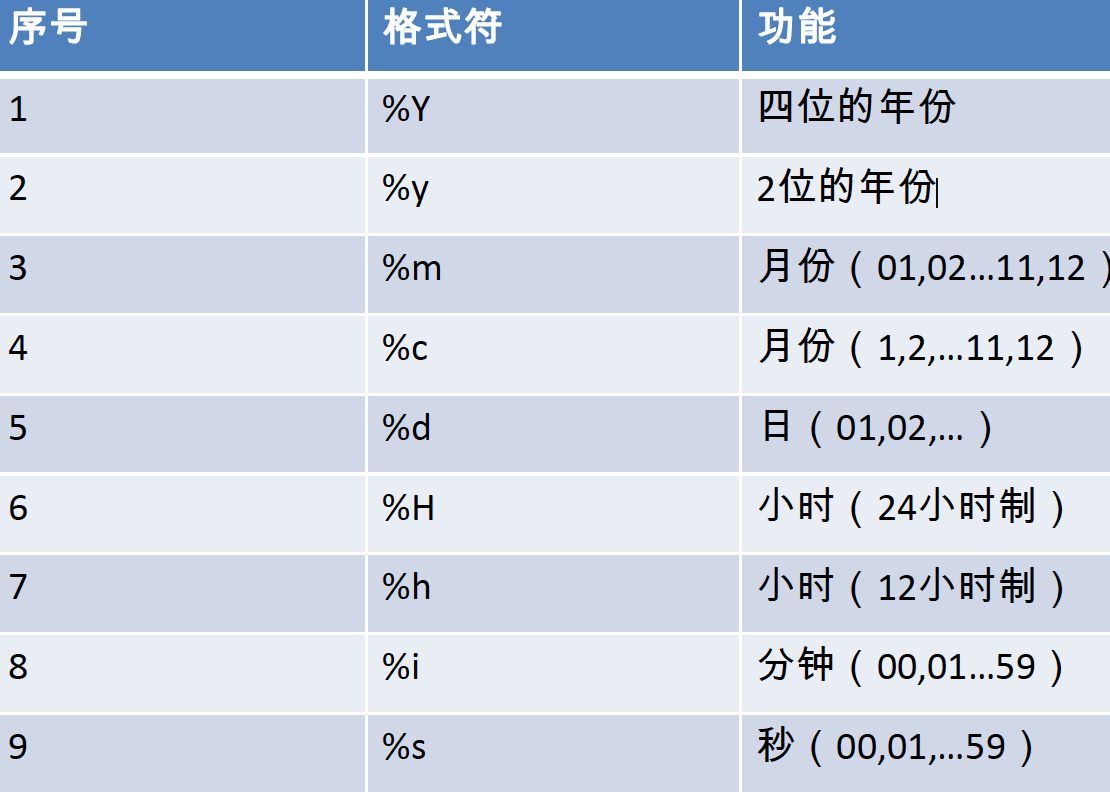 序号 格式符 功能
1 %Y 四位的年份
2 %y 2位的年份
3 %m 月份（01,02…11,12）
4 %c 月份（1,2,…11,12）
5 %d 日（01,02,…）
6 %H 小时（24小时制）
7 %h 小时（12小时制）
8 %i 分钟（00,01…59）
9 %s 秒（00,01,…59）